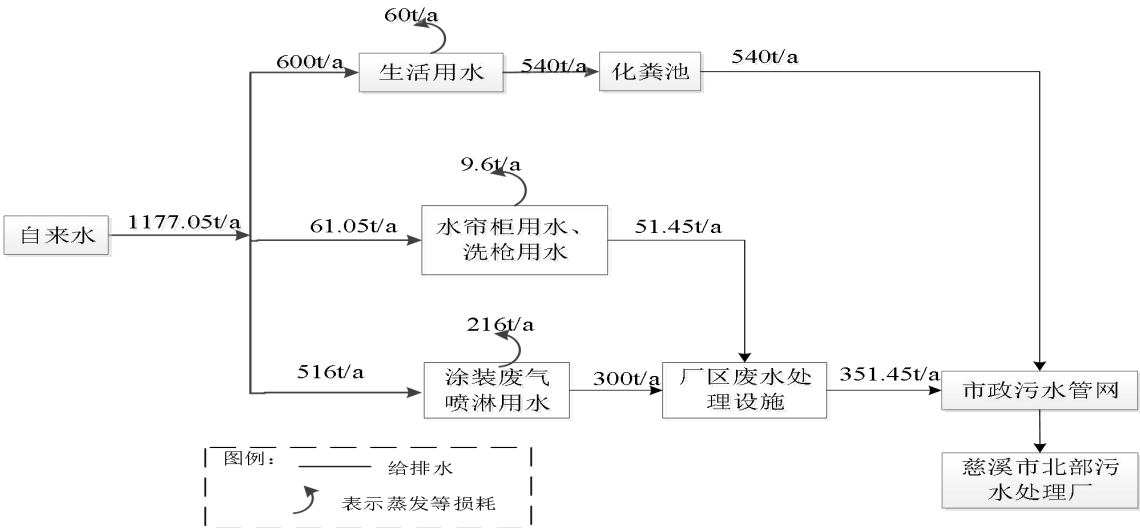 60t/a
600t/a
生活用水
540t/a
化粪池
540t/a
9.6t/a
自来水
1177.05t/a
61.05t/a
水帘柜用水、
洗枪用水
51.45t/a
216t/a
516t/a
涂装废气
喷淋用水
300t/a
厂区废水处
理设施
351.45t/a
市政污水管网
慈溪市北部污
水处理厂
图例：
给排水
表示蒸发等损耗